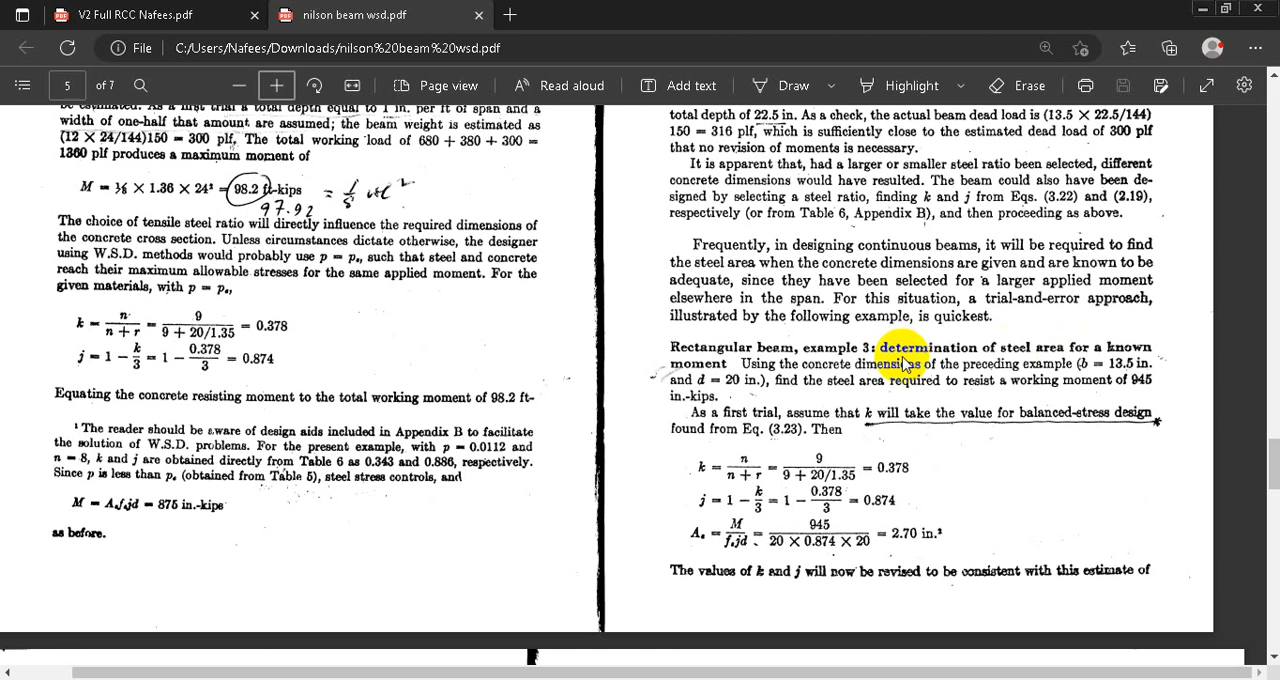 V2 Full RCC Nafees.pdf
nilson beam wsd.pdf
File
C:/Users/Nafees/Downloads/nilson%20beam%20wsd.pdf
5 of 7
Page view
Read aloud
Add text
Draw
Highlight
Erase
be estimated. As a first trial a total depth equal to 1 in. per ft of span and a
width of one-half that amount are assumed; the beam weight is estimated as
(12 × 24/144)150 = 300 plf. The total working load of 680 + 380 + 300 =
1360 plf produces a maximum moment of
M = ⅛ × 1.36 × 24² = 98.2 ft-kips
97.92
The choice of tensile steel ratio will directly influence the required dimensions of
the concrete cross section. Unless circumstances dictate otherwise, the designer
using W.S.D. methods would probably use p = pₑ, such that steel and concrete
reach their maximum allowable stresses for the same applied moment. For the
given materials, with p = pₑ,
k = n/(n + r) = 9/(9 + 20/1.35) = 0.378
j = 1 − k/3 = 1 − 0.378/3 = 0.874
Equating the concrete resisting moment to the total working moment of 98.2 ft-
¹ The reader should be aware of design aids included in Appendix B to facilitate
the solution of W.S.D. problems. For the present example, with p = 0.0112 and
n = 8, k and j are obtained directly from Table 6 as 0.343 and 0.886, respectively.
Since p is less than pₑ (obtained from Table 5), steel stress controls, and
M = Aₛfₛjd = 875 in.-kips
as before.
total depth of 22.5 in. As a check, the actual beam dead load is (13.5 × 22.5/144)
150 = 316 plf, which is sufficiently close to the estimated dead load of 300 plf
that no revision of moments is necessary.
It is apparent that, had a larger or smaller steel ratio been selected, different
concrete dimensions would have resulted. The beam could also have been de-
signed by selecting a steel ratio, finding k and j from Eqs. (3.22) and (2.19),
respectively (or from Table 6, Appendix B), and then proceeding as above.
Frequently, in designing continuous beams, it will be required to find
the steel area when the concrete dimensions are given and are known to be
adequate, since they have been selected for a larger applied moment
elsewhere in the span. For this situation, a trial-and-error approach,
illustrated by the following example, is quickest.
Rectangular beam, example 3: determination of steel area for a known
moment Using the concrete dimensions of the preceding example (b = 13.5 in.
and d = 20 in.), find the steel area required to resist a working moment of 945
in.-kips.
As a first trial, assume that k will take the value for balanced-stress design
found from Eq. (3.23). Then
k = n/(n + r) = 9/(9 + 20/1.35) = 0.378
j = 1 − k/3 = 1 − 0.378/3 = 0.874
Aₛ = M/(fₛjd) = 945/(20 × 0.874 × 20) = 2.70 in.²
The values of k and j will now be revised to be consistent with this estimate of